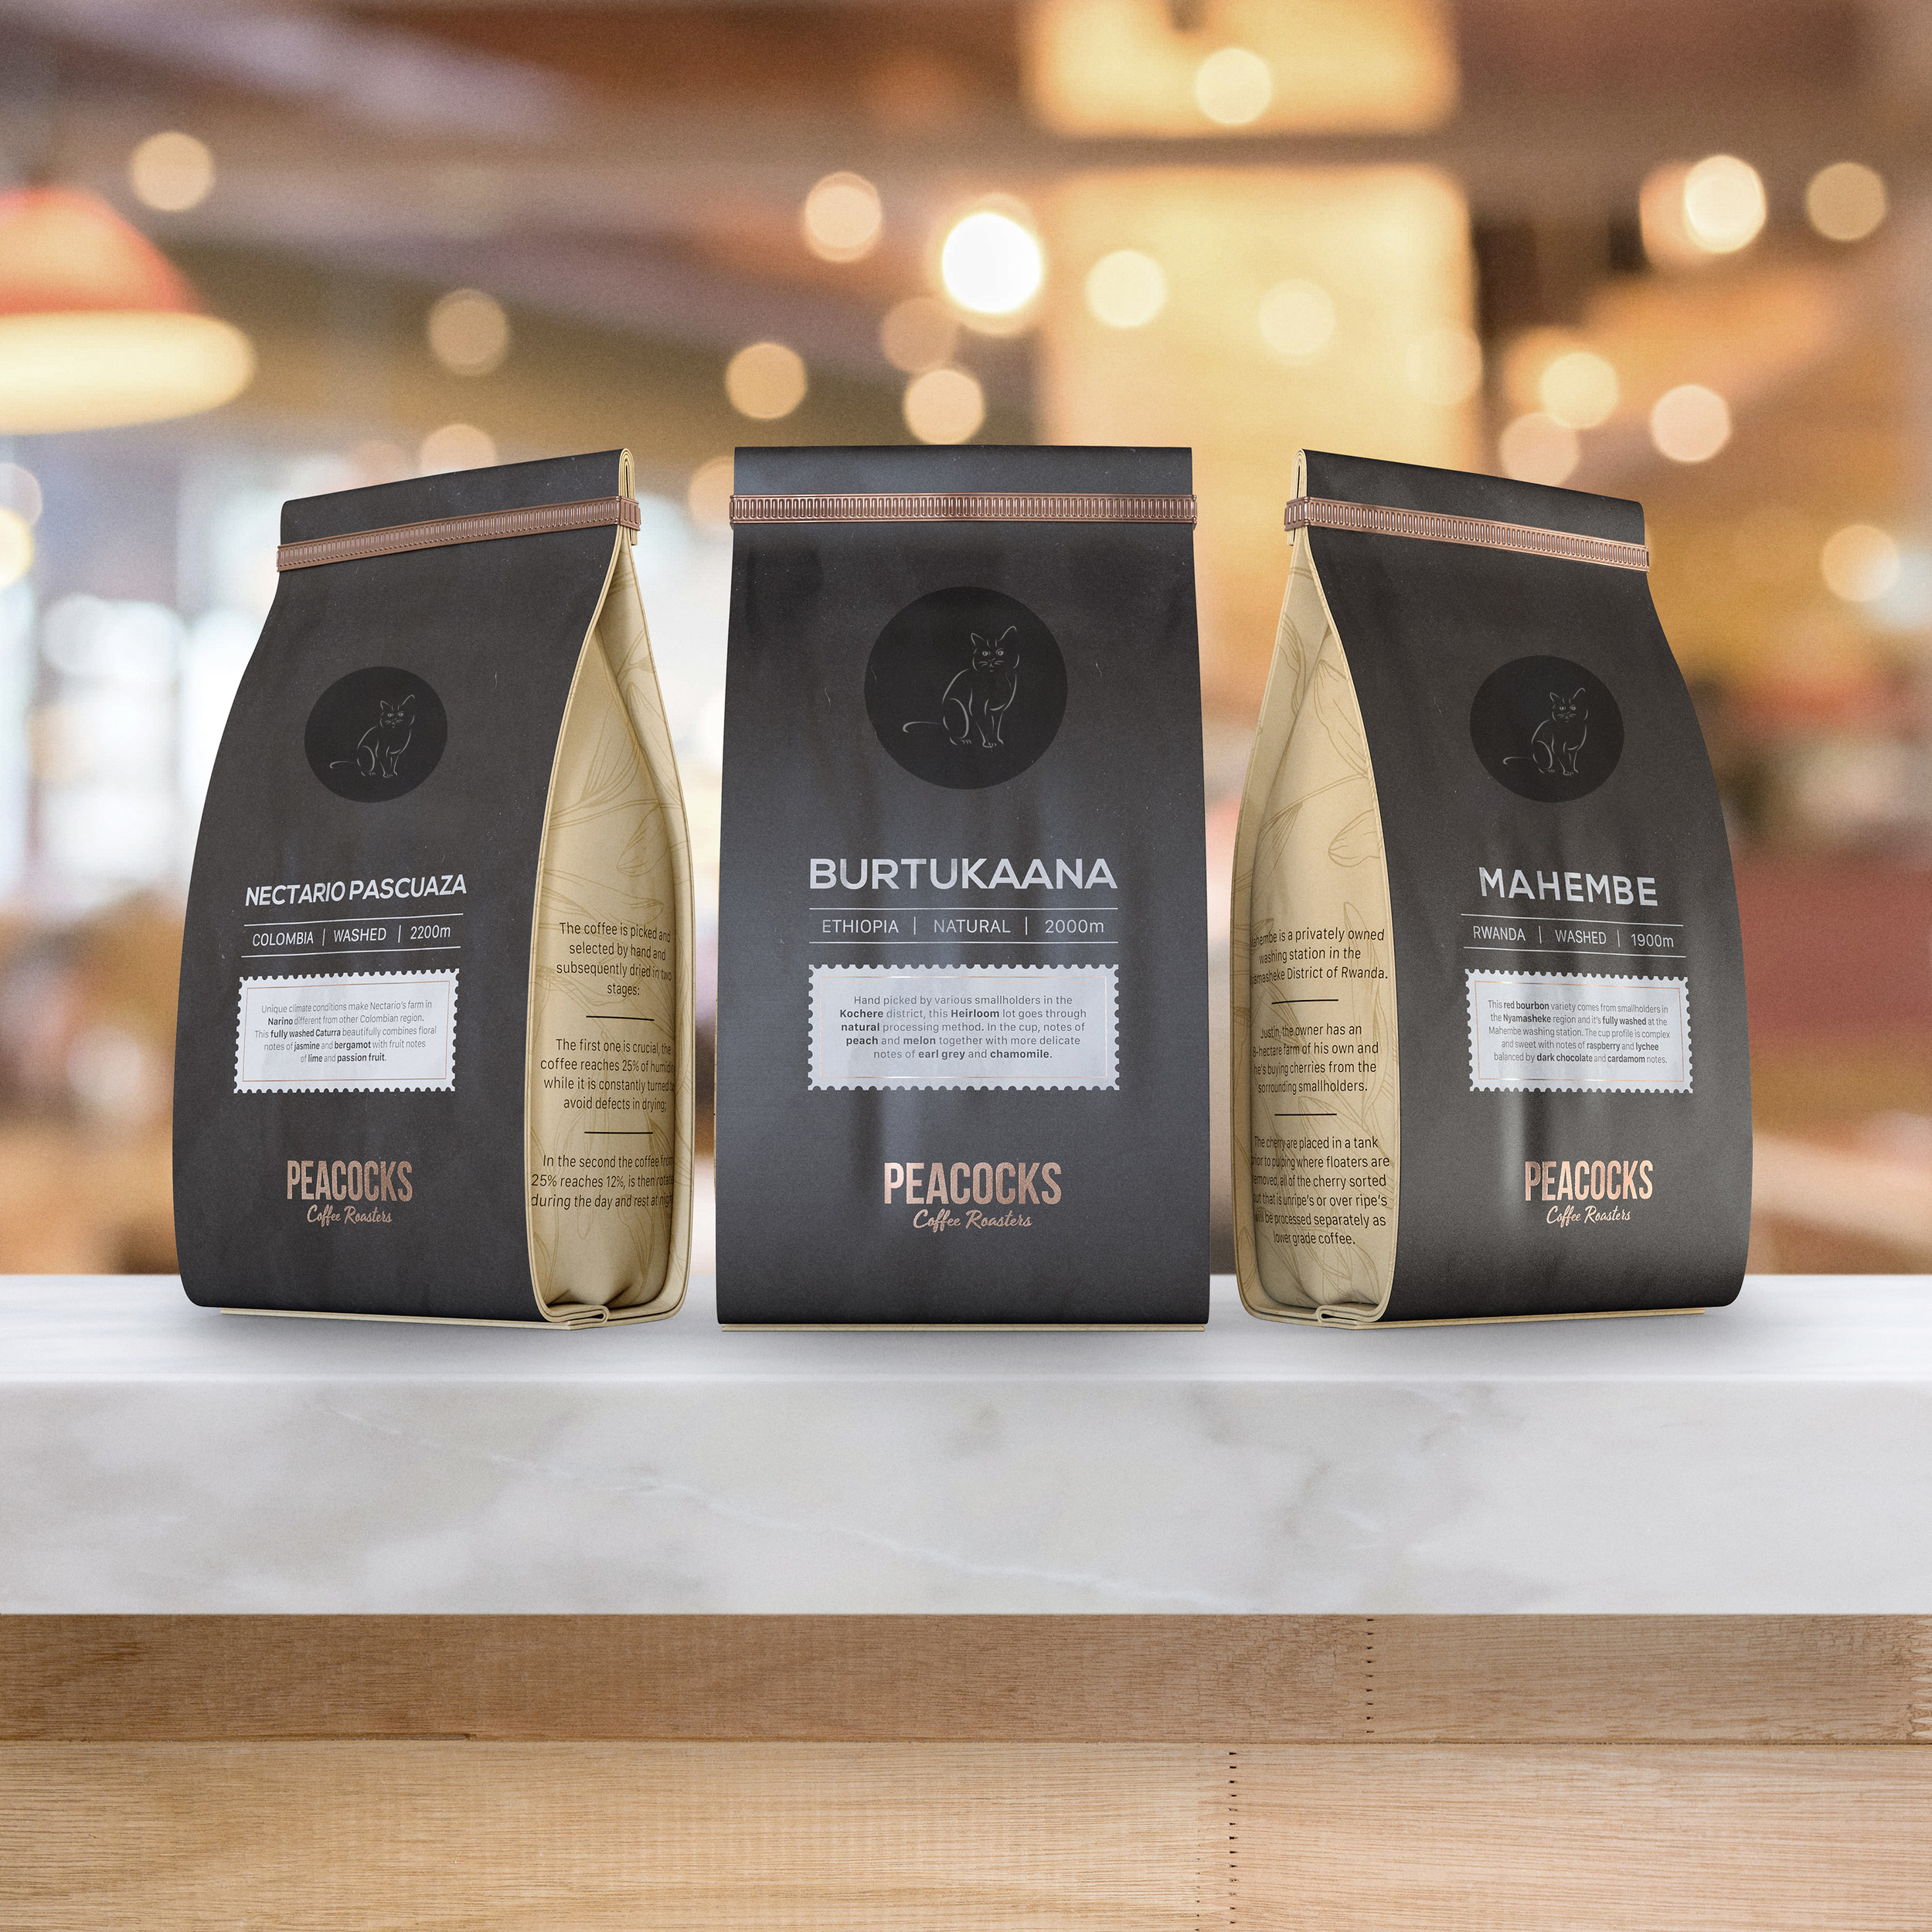 NECTARIO PASCUAZA
COLOMBIA | WASHED | 2200m
Unique climate conditions make Nectario's farm in
Narino different from other Colombian region.
This fully washed Caturra beautifully combines floral
notes of jasmine and bergamot with fruit notes
of lime and passion fruit.
PEACOCKS
Coffee Roasters
The coffee is picked and
selected by hand and
subsequently dried in two
stages:
The first one is crucial, the
coffee reaches 25% of
while it is constantly turned
avoid defects in drying;
In the second the coffee from
25% reaches 12%, is then
during the day and rest at
BURTUKAANA
ETHIOPIA | NATURAL | 2000m
Hand picked by various smallholders in the
Kochere district, this Heirloom lot goes through
natural processing method. In the cup, notes of
peach and melon together with more delicate
notes of earl grey and chamomile.
PEACOCKS
Coffee Roasters
is a privately owned
washing station in the
District of Rwanda.
Justin, the owner has an
8-hectare farm of his own and
he's buying cherries from the
sorrounding smallholders.
The cherry are placed in a tank
to pulping where floaters are
all of the cherry sorted
that is unripe's or over ripe's
be processed separately as
lower grade coffee.
MAHEMBE
RWANDA | WASHED | 1900m
This red bourbon variety comes from smallholders in
the Nyamasheke region and it's fully washed at the
Mahembe washing station. The cup profile is complex
and sweet with notes of raspberry and lychee
balanced by dark chocolate and cardamom notes.
PEACOCKS
Coffee Roasters